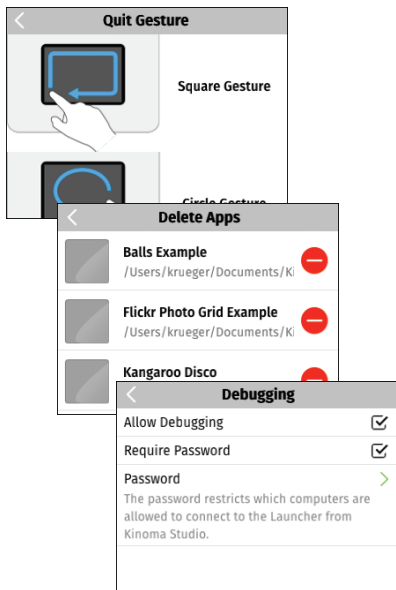 Quit Gesture
Square Gesture
Circle Gesture
Delete Apps
Balls Example
/Users/krueger/Documents/Ki
Flickr Photo Grid Example
/Users/krueger/Documents/Ki
Kangaroo Disco
Debugging
Allow Debugging
Require Password
Password
The password restricts which computers are
allowed to connect to the Launcher from
Kinoma Studio.